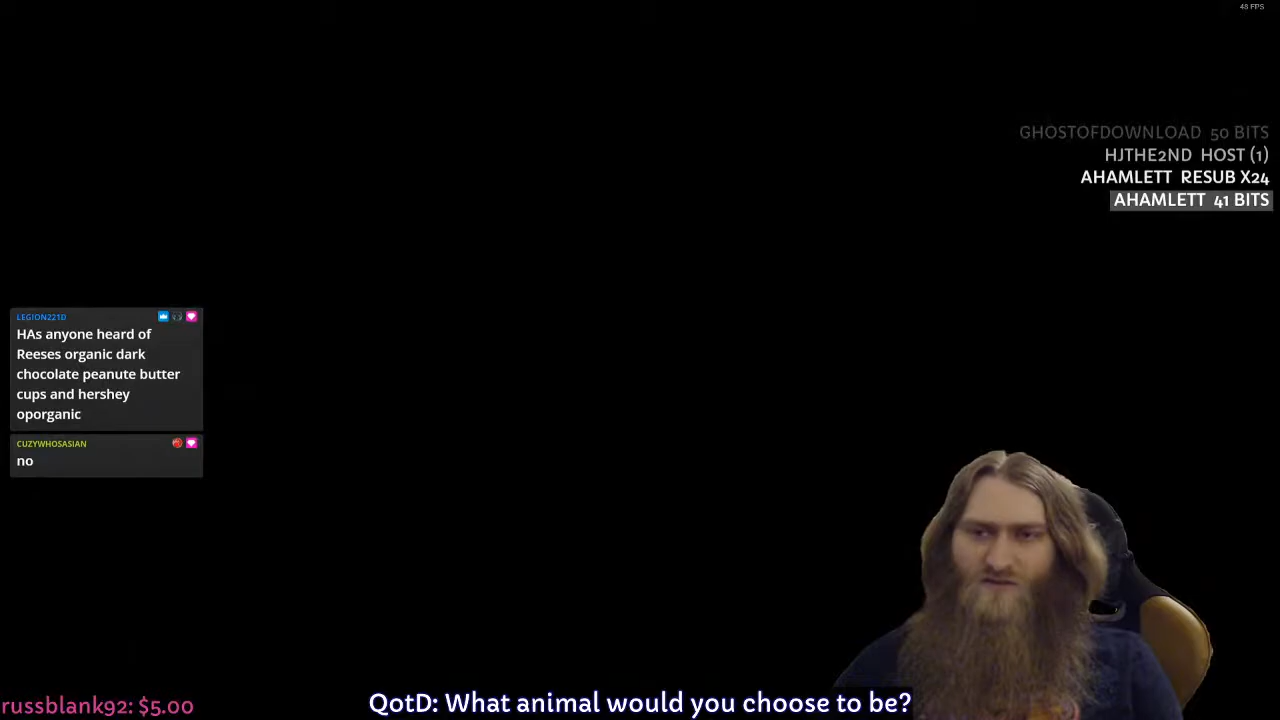 48 FPS
GHOSTOFDOWNLOAD 50 BITS
HJTHE2ND HOST (1)
AHAMLETT RESUB X24
AHAMLETT 41 BITS
LEGION221D
HAs anyone heard of
Reeses organic dark
chocolate peanute butter
cups and hershey
oporganic
CUZYWHOSASIAN
no
russblank92: $5.00
QotD: What animal would you choose to be?